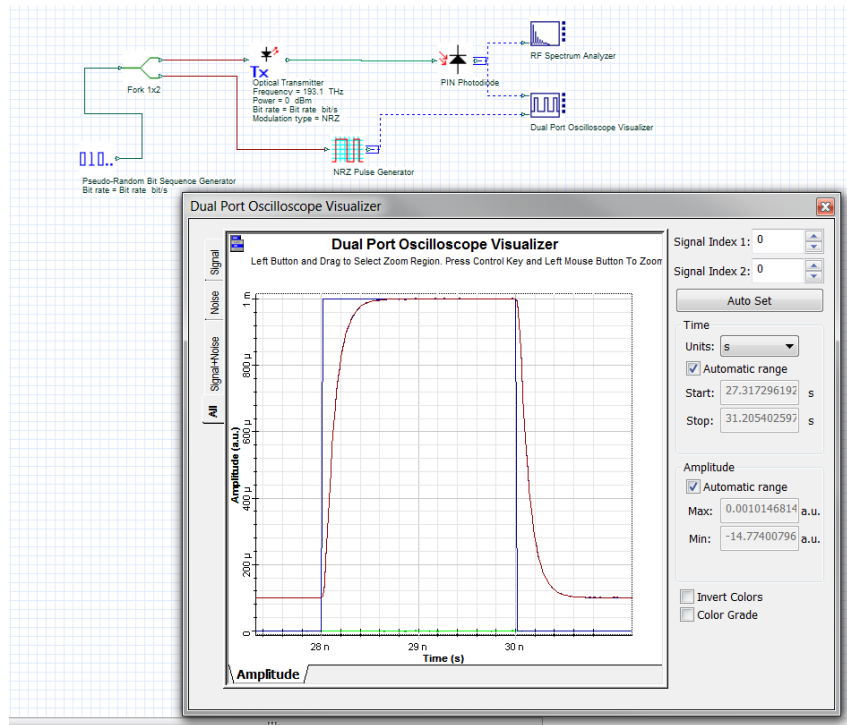 RF Spectrum Analyzer
Fork 1x2
Tx
Optical Transmitter
Frequency = 193.1 THz
Power = 0 dBm
Bit rate = Bit rate bit/s
Modulation type = NRZ
PIN Photodiode
Dual Port Oscilloscope Visualizer
NRZ Pulse Generator
Pseudo-Random Bit Sequence Generator
Bit rate = Bit rate bit/s
Dual Port Oscilloscope Visualizer
Signal
Noise
Signal+Noise
All
Dual Port Oscilloscope Visualizer
Left Button and Drag to Select Zoom Region. Press Control Key and Left Mouse Button To Zoom
Amplitude (a.u.)
1 m
800 µ
600 µ
400 µ
200 µ
0
28 n
29 n
30 n
Time (s)
Amplitude
Signal Index 1: 0
Signal Index 2: 0
Auto Set
Time
Units: s
Automatic range
Start: 27.317296192 s
Stop: 31.205402597 s
Amplitude
Automatic range
Max: 0.0010146814 a.u.
Min: -14.77400796 a.u.
Invert Colors
Color Grade